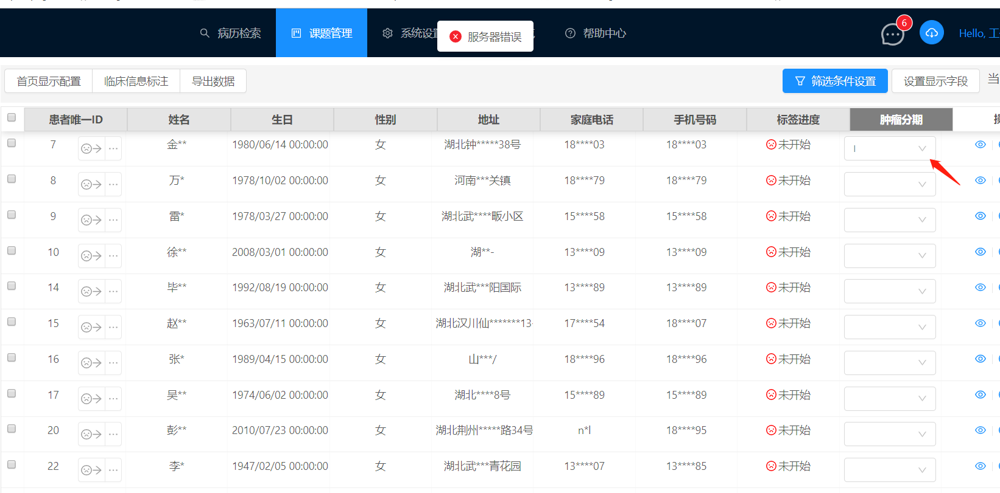 病历检索 课题管理 系统设置 帮助中心 6 Hello, 工
服务器错误
首页显示配置 临床信息标注 导出数据 筛选条件设置 设置显示字段 当
患者唯一ID 姓名 生日 性别 地址 家庭电话 手机号码 标签进度 肿瘤分期
7 ··· 金** 1980/06/14 00:00:00 女 湖北钟*****38号 18****03 18****03 未开始 I
8 ··· 万* 1978/10/02 00:00:00 女 河南***关镇 18****79 18****79 未开始
9 ··· 雷* 1978/03/27 00:00:00 女 湖北武****畈小区 15****58 15****58 未开始
10 ··· 徐** 2008/03/01 00:00:00 女 湖**- 13****09 13****09 未开始
14 ··· 毕** 1992/08/19 00:00:00 女 湖北武***阳国际 13****89 13****89 未开始
15 ··· 赵** 1963/07/11 00:00:00 女 湖北汉川仙*******13- 17****54 18****07 未开始
16 ··· 张* 1989/04/15 00:00:00 女 山***/ 18****96 18****96 未开始
17 ··· 吴** 1974/06/02 00:00:00 女 湖北****8号 15****89 15****89 未开始
20 ··· 彭** 2010/07/23 00:00:00 女 湖北荆州*****路34号 n*l 18****95 未开始
22 ··· 李* 1947/02/05 00:00:00 女 湖北武***青花园 13****07 13****85 未开始